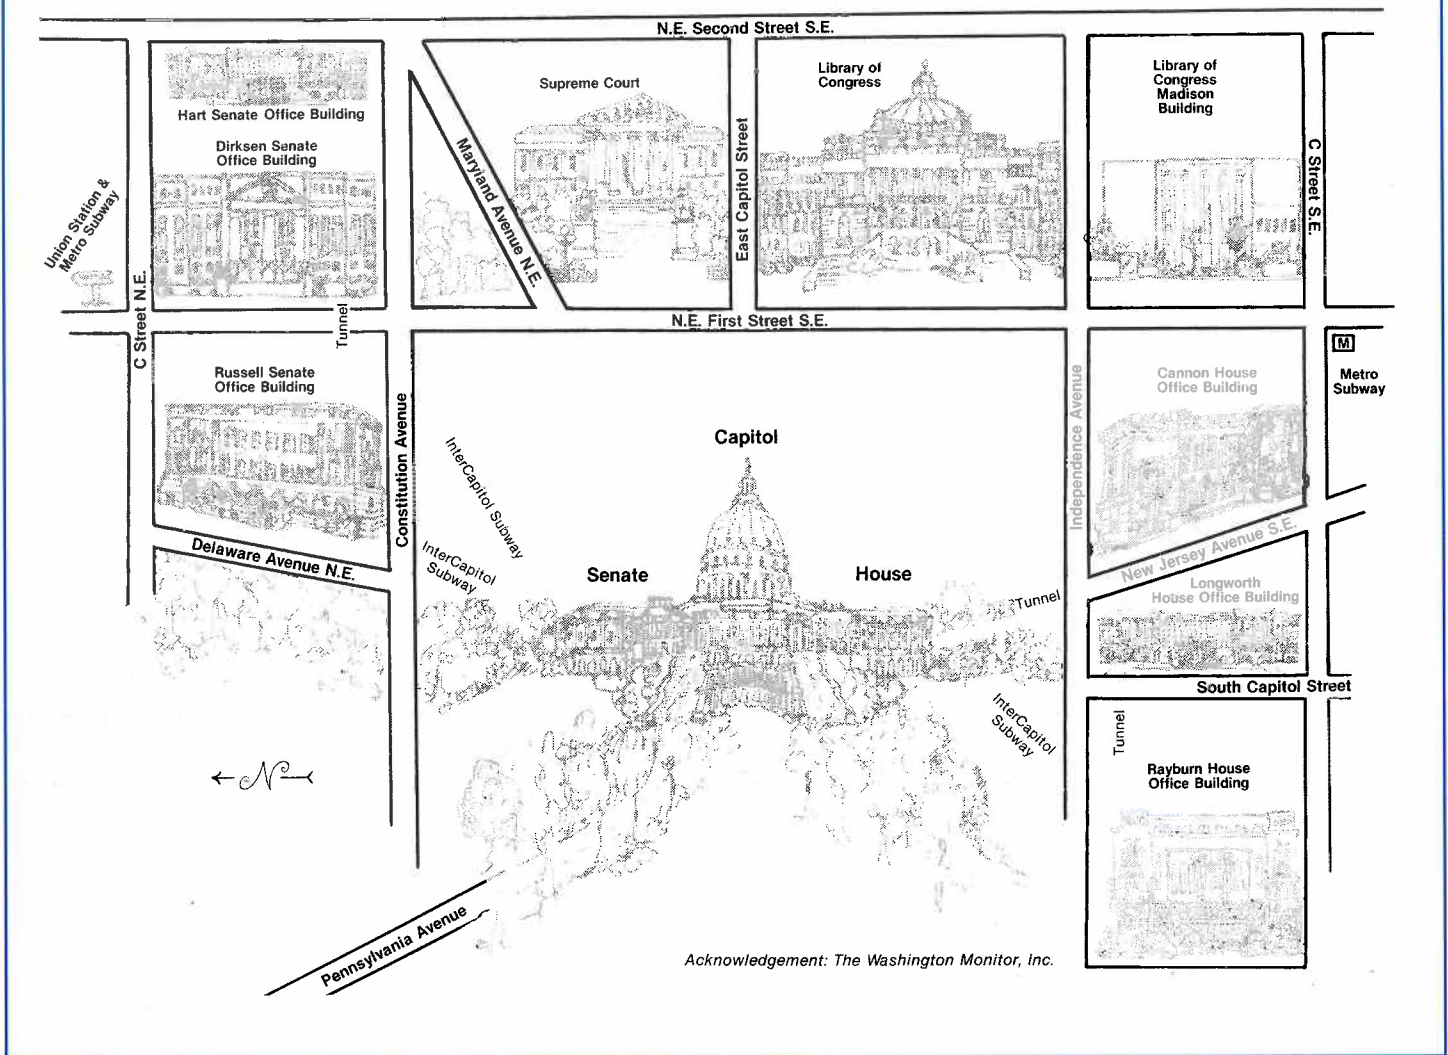 N.E. Second Street S.E.
Hart Senate Office Building
Dirksen Senate
Office Building
Union Station &
Metro Subway
C Street N.E.
Tunnel
Maryland Avenue N.E.
Supreme Court
East Capitol Street
Library of
Congress
Library of
Congress
Madison
Building
C Street S.E.
N.E. First Street S.E.
Russell Senate
Office Building
Constitution Avenue
Delaware Avenue N.E.
InterCapitol Subway
InterCapitol
Subway
Capitol
Senate
House
Tunnel
InterCapitol
Subway
Independence Avenue
Cannon House
Office Building
M
Metro
Subway
New Jersey Avenue S.E.
Longworth
House Office Building
South Capitol Street
Tunnel
Rayburn House
Office Building
N
Pennsylvania Avenue
Acknowledgement: The Washington Monitor, Inc.